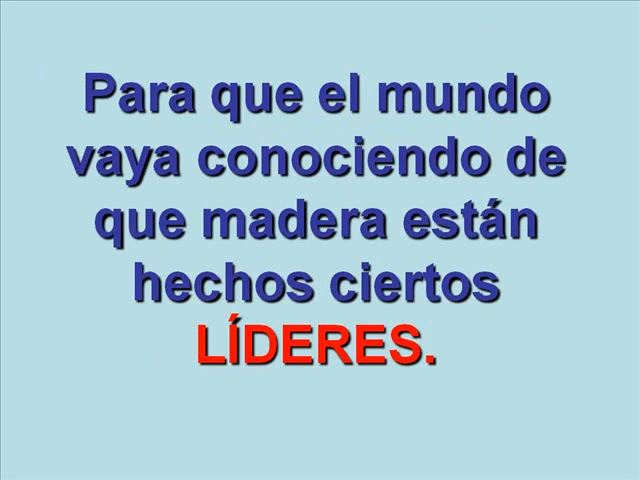 Para que el mundo
vaya conociendo de
que madera están
hechos ciertos
LÍDERES.